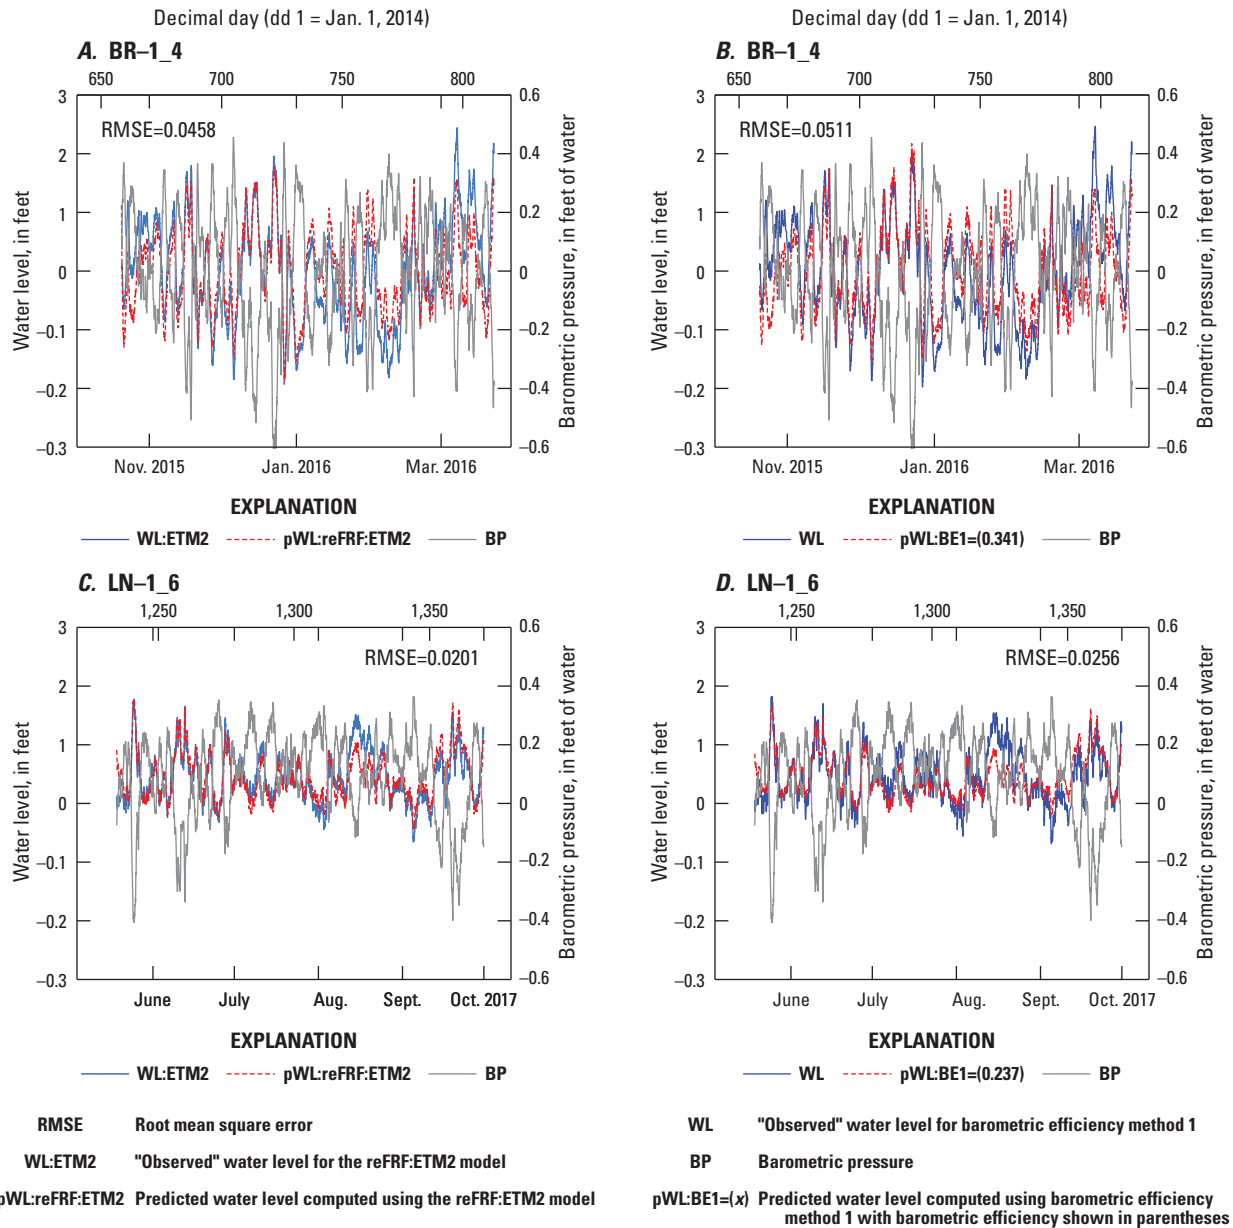 Decimal day (dd 1 = Jan. 1, 2014)
A. BR–1_4
650 700 750 800
3 2 1 0 –0.1 –0.2 –0.3
Water level, in feet
RMSE=0.0458
0.6 0.4 0.2 0 –0.2 –0.4 –0.6
Barometric pressure, in feet of water
Nov. 2015 Jan. 2016 Mar. 2016
EXPLANATION
WL:ETM2 pWL:reFRF:ETM2 BP
Decimal day (dd 1 = Jan. 1, 2014)
B. BR–1_4
650 700 750 800
3 2 1 0 –0.1 –0.2 –0.3
Water level, in feet
RMSE=0.0511
0.6 0.4 0.2 0 –0.2 –0.4 –0.6
Barometric pressure, in feet of water
Nov. 2015 Jan. 2016 Mar. 2016
EXPLANATION
WL pWL:BE1=(0.341) BP
C. LN–1_6
1,250 1,300 1,350
3 2 1 0 –0.1 –0.2 –0.3
Water level, in feet
RMSE=0.0201
0.6 0.4 0.2 0 –0.2 –0.4 –0.6
Barometric pressure, in feet of water
June July Aug. Sept. Oct. 2017
EXPLANATION
WL:ETM2 pWL:reFRF:ETM2 BP
D. LN–1_6
1,250 1,300 1,350
3 2 1 0 –0.1 –0.2 –0.3
Water level, in feet
RMSE=0.0256
0.6 0.4 0.2 0 –0.2 –0.4 –0.6
Barometric pressure, in feet of water
June July Aug. Sept. Oct. 2017
EXPLANATION
WL pWL:BE1=(0.237) BP
RMSE Root mean square error
WL:ETM2 "Observed" water level for the reFRF:ETM2 model
pWL:reFRF:ETM2 Predicted water level computed using the reFRF:ETM2 model
WL "Observed" water level for barometric efficiency method 1
BP Barometric pressure
pWL:BE1=(x) Predicted water level computed using barometric efficiency
method 1 with barometric efficiency shown in parentheses